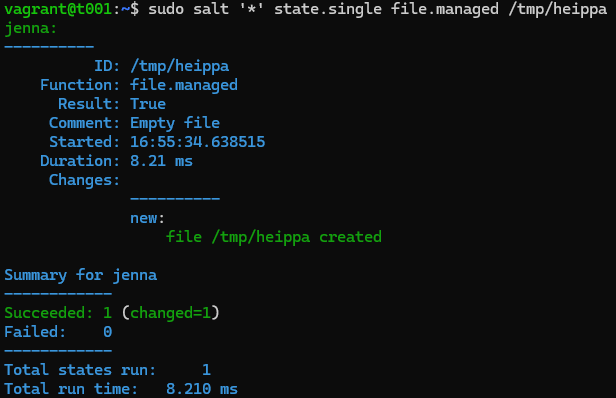 vagrant@t001:~$ sudo salt '*' state.single file.managed /tmp/heippa
jenna:
----------
          ID: /tmp/heippa
    Function: file.managed
      Result: True
     Comment: Empty file
     Started: 16:55:34.638515
    Duration: 8.21 ms
     Changes:
              ----------
              new:
                  file /tmp/heippa created

Summary for jenna
------------
Succeeded: 1 (changed=1)
Failed:    0
------------
Total states run:     1
Total run time:   8.210 ms